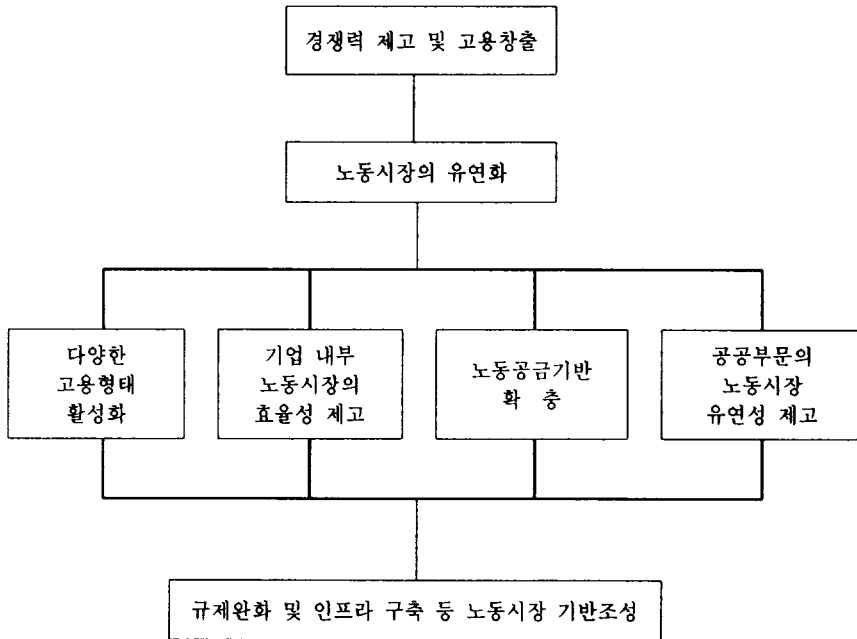 경쟁력 제고 및 고용창출
노동시장의 유연화
다양한
고용형태
활성화
기업 내부
노동시장의
효율성 제고
노동공급기반
확 충
공공부문의
노동시장
유연성 제고
규제완화 및 인프라 구축 등 노동시장 기반조성